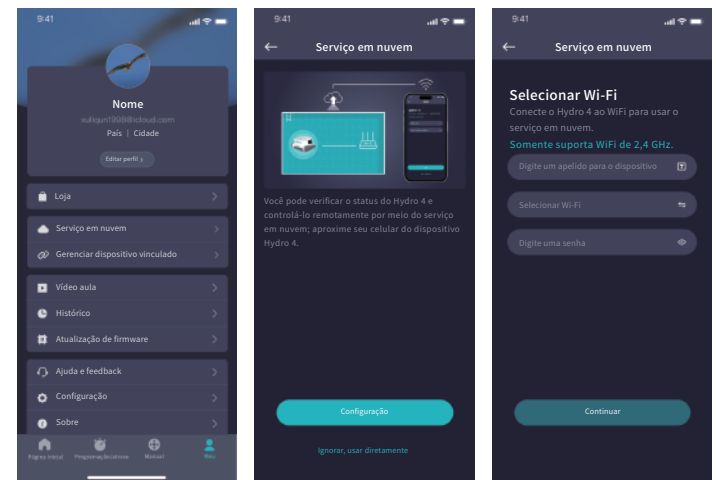 9:41
Nome
País | Cidade
Editar perfil
Loja
Serviço em nuvem
Gerenciar dispositivo vinculado
Vídeo aula
Histórico
Atualização de firmware
Ajuda e feedback
Configuração
Sobre
Página inicial
Manual
9:41
Serviço em nuvem
Você pode verificar o status do Hydro 4 e
controlá-lo remotamente por meio do serviço
em nuvem; aproxime seu celular do dispositivo
Hydro 4.
Configuração
Ignorar, usar diretamente
9:41
Serviço em nuvem
Selecionar Wi-Fi
Conecte o Hydro 4 ao WiFi para usar o
serviço em nuvem.
Somente suporta WiFi de 2,4 GHz.
Digite um apelido para o dispositivo
Selecionar Wi-Fi
Digite uma senha
Continuar